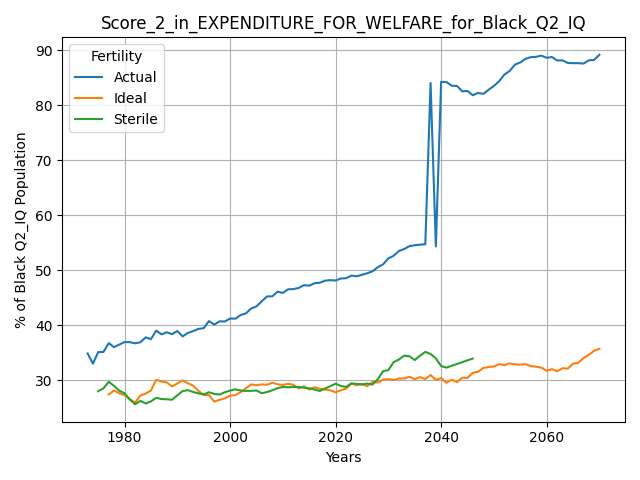 Score_2_in_EXPENDITURE_FOR_WELFARE_for_Black_Q2_IQ
Fertility
Actual
Ideal
Sterile
% of Black Q2_IQ Population
90
80
70
60
50
40
30
1980 2000 2020 2040 2060
Years